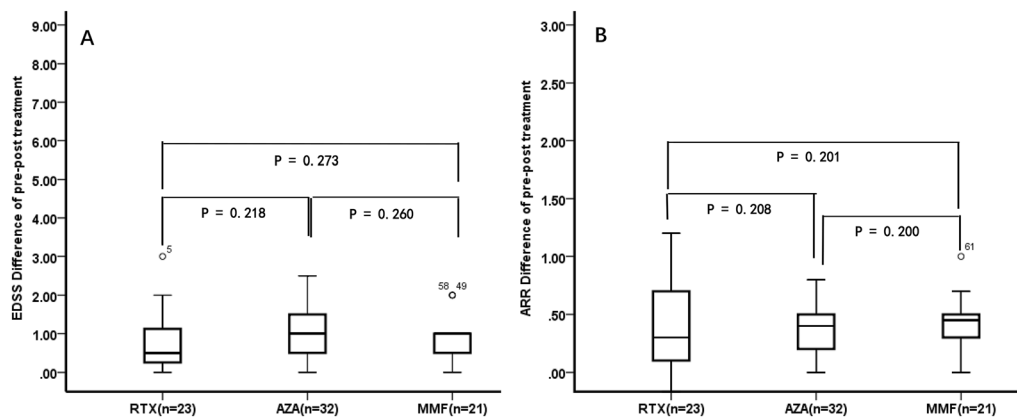 A
EDSS Difference of pre-post treatment
9.00
8.00
7.00
6.00
5.00
4.00
3.00
2.00
1.00
.00
P = 0.273
P = 0.218
P = 0.260
5
58 49
RTX(n=23)
AZA(n=32)
MMF(n=21)
B
ARR Difference of pre-post treatment
3.00
2.50
2.00
1.50
1.00
.50
.00
P = 0.201
P = 0.208
P = 0.200
61
RTX(n=23)
AZA(n=32)
MMF(n=21)